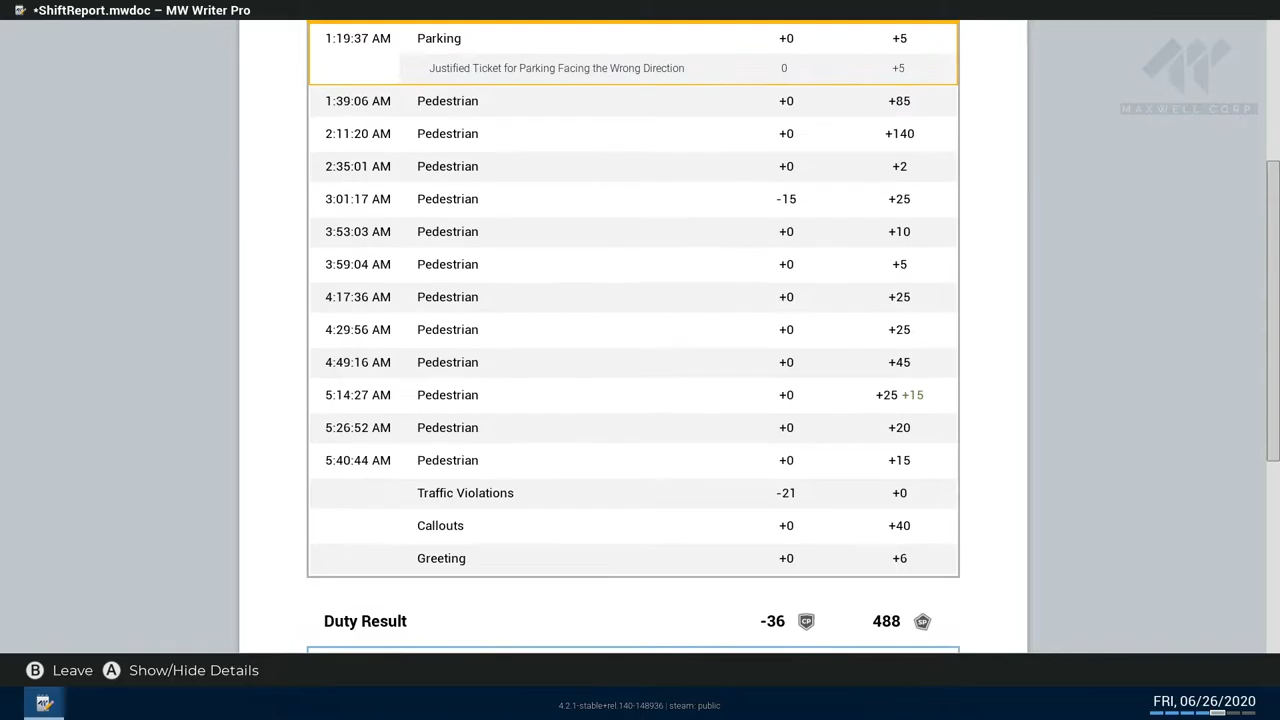 *ShiftReport.mwdoc – MW Writer Pro
1:19:37 AM Parking +0 +5
Justified Ticket for Parking Facing the Wrong Direction 0 +5
MAXWELL CORP
1:39:06 AM Pedestrian +0 +85
2:11:20 AM Pedestrian +0 +140
2:35:01 AM Pedestrian +0 +2
3:01:17 AM Pedestrian -15 +25
3:53:03 AM Pedestrian +0 +10
3:59:04 AM Pedestrian +0 +5
4:17:36 AM Pedestrian +0 +25
4:29:56 AM Pedestrian +0 +25
4:49:16 AM Pedestrian +0 +45
5:14:27 AM Pedestrian +0 +25 +15
5:26:52 AM Pedestrian +0 +20
5:40:44 AM Pedestrian +0 +15
Traffic Violations -21 +0
Callouts +0 +40
Greeting +0 +6
Duty Result -36 CP 488 SP
B Leave A Show/Hide Details
4.2.1-stable+rel.140-148936 | steam: public
FRI, 06/26/2020